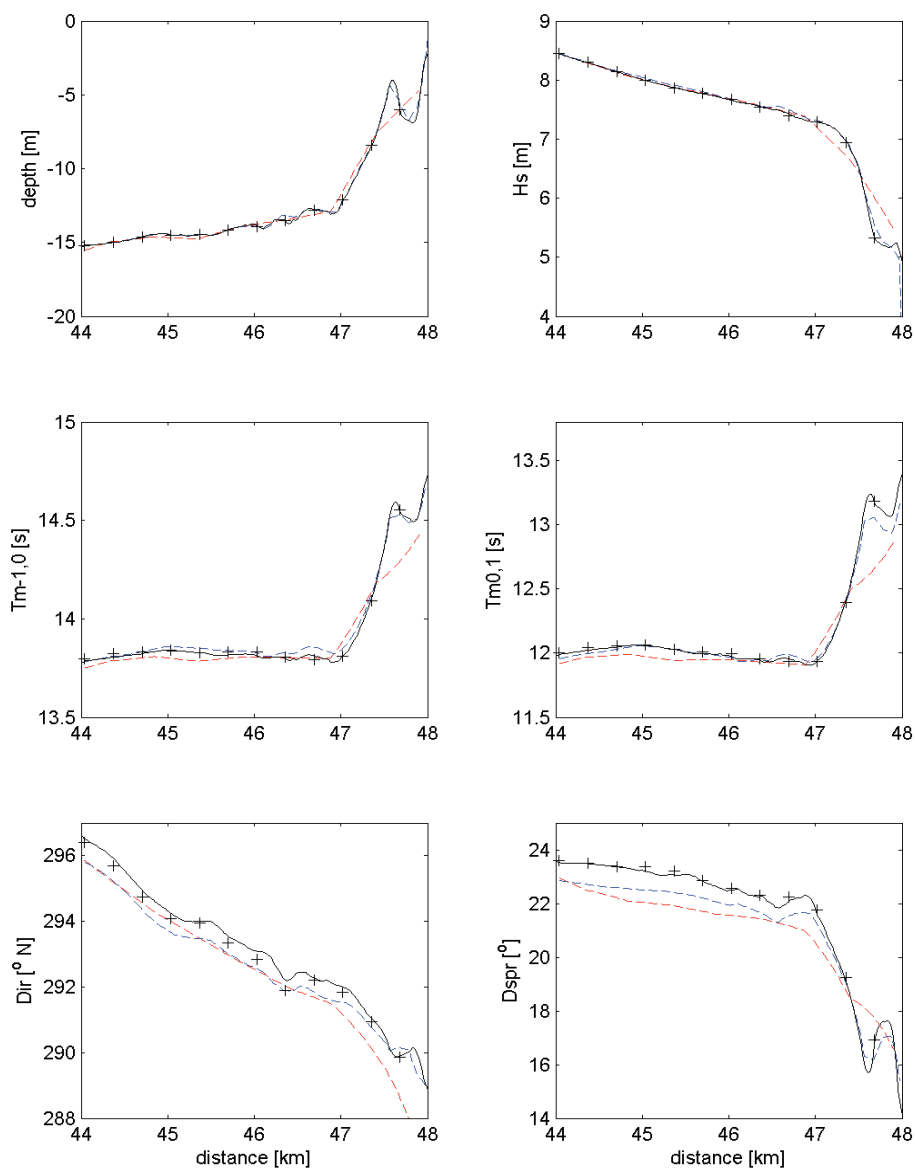 0
-5
-10
-15
-20
depth [m]
44 45 46 47 48
9
8
7
6
5
4
Hs [m]
44 45 46 47 48
15
14.5
14
13.5
Tm-1,0 [s]
44 45 46 47 48
13.5
13
12.5
12
11.5
Tm0,1 [s]
44 45 46 47 48
296
294
292
290
288
Dir [° N]
44 45 46 47 48
distance [km]
24
22
20
18
16
14
Dspr [°]
44 45 46 47 48
distance [km]